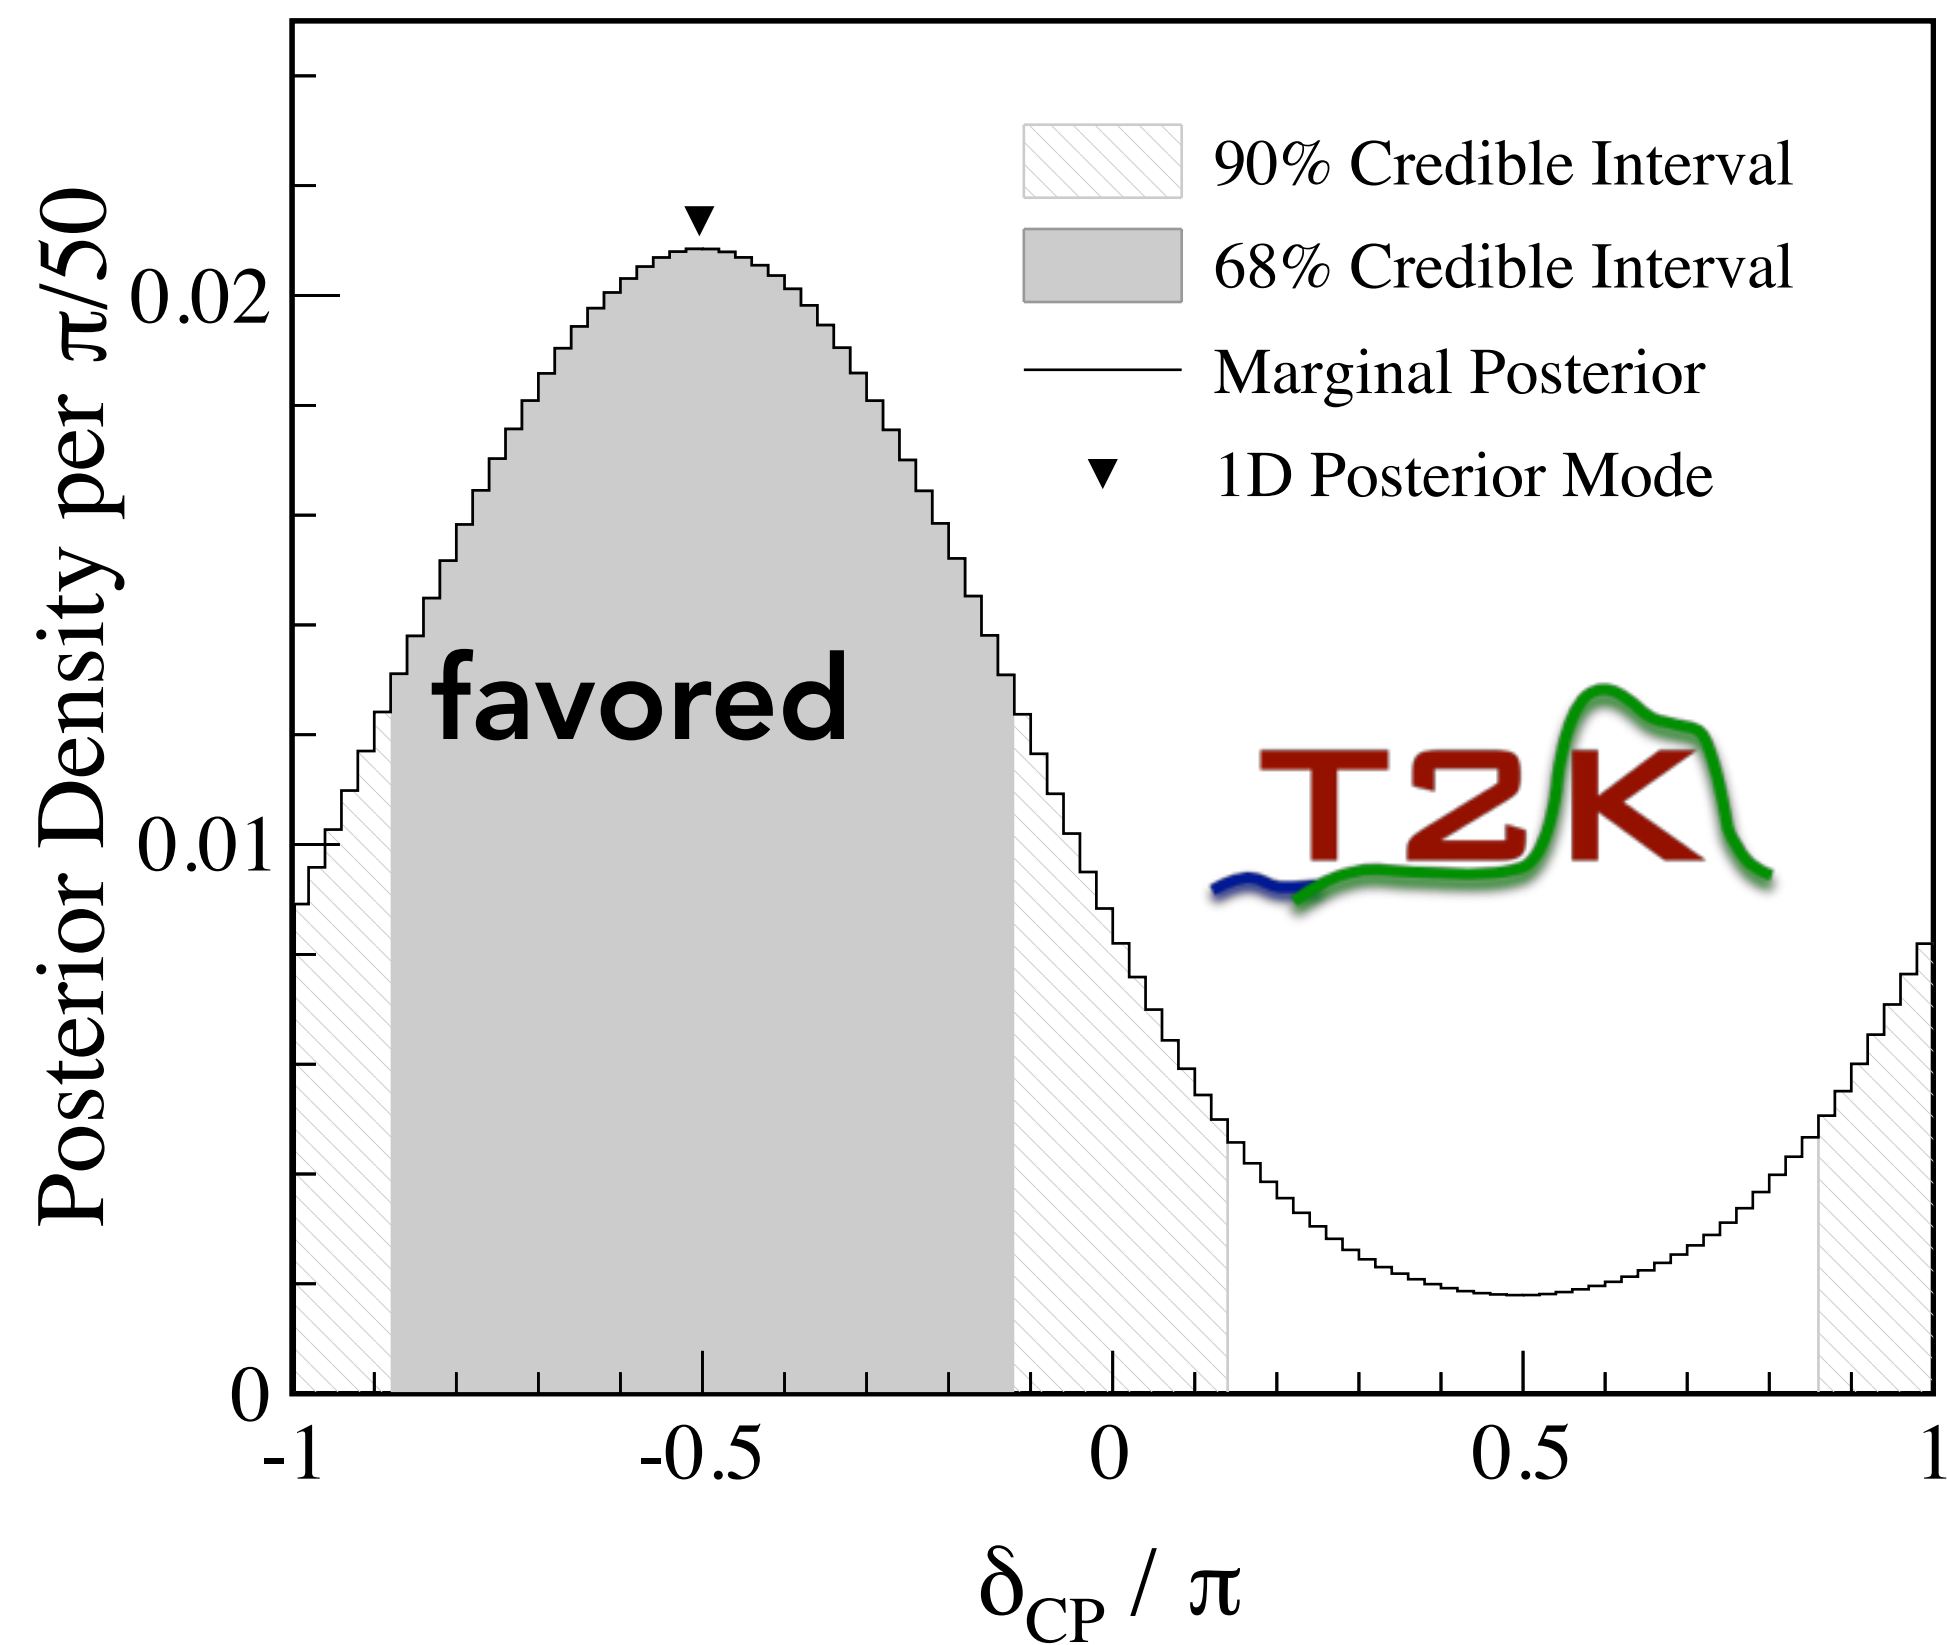 Posterior Density per π/50
0.02
0.01
0
-1
-0.5
0
0.5
1
δCP / π
90% Credible Interval
68% Credible Interval
Marginal Posterior
1D Posterior Mode
favored
T2K